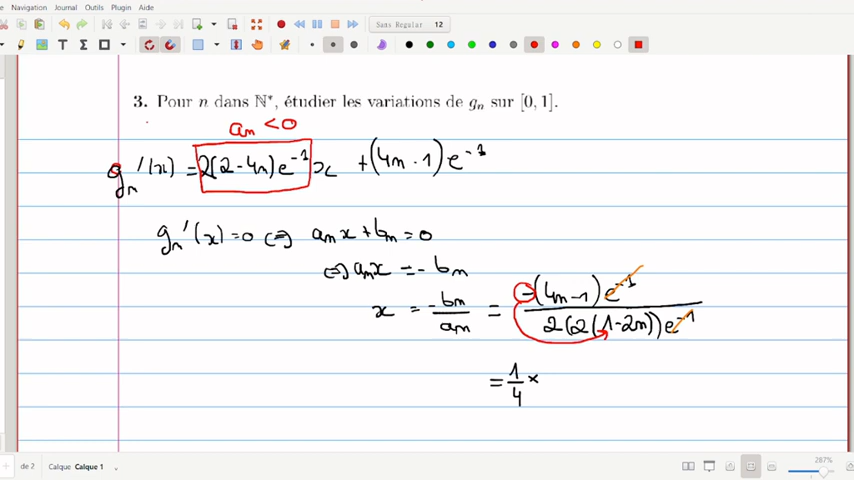 Navigation Journal Outils Plugin Aide
Sans Regular 12
3. Pour n dans ℕ*, étudier les variations de gₙ sur [0, 1].
aₙ < 0
gₙ'(x) = 2(2-4n)e⁻¹ x + (4n-1)e⁻¹
gₙ'(x) = 0 ⇔ aₙx + bₙ = 0
⇔ aₙx = -bₙ
x = -bₙ/aₙ = -(4n-1)e⁻¹ / 2(2(1-2n))e⁻¹
= 1/4 ×
de 2 Calque Calque 1
287%